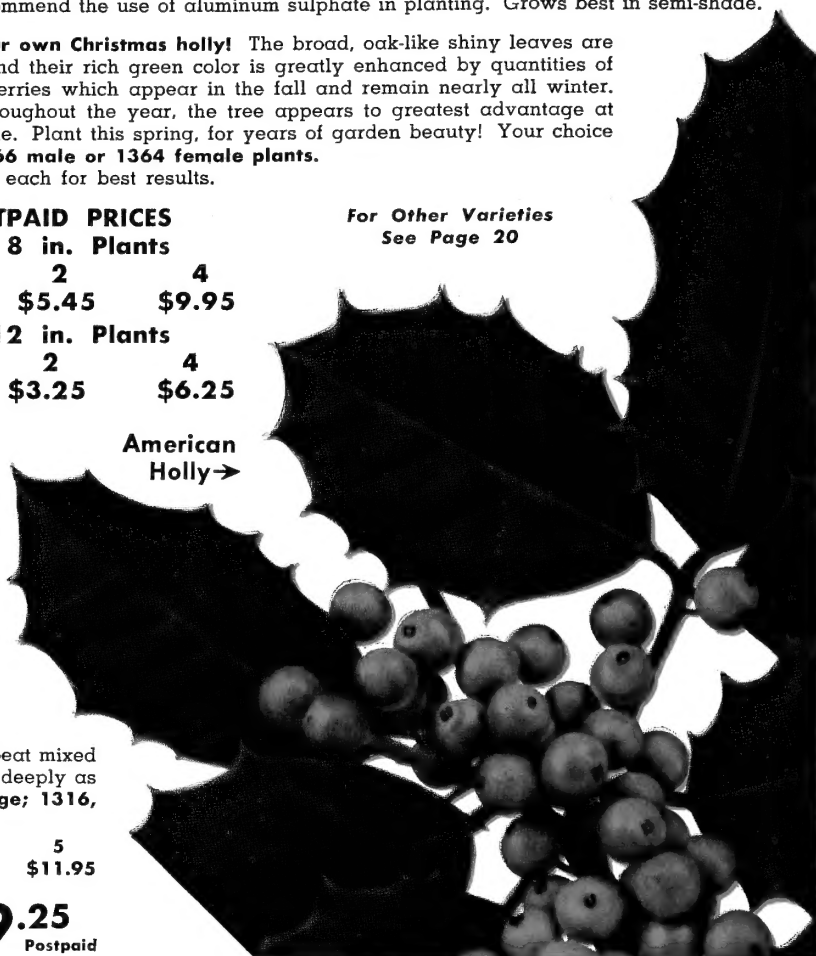 ommend the use of aluminum sulphate in planting. Grows best in semi-shade.
r own Christmas holly! The broad, oak-like shiny leaves are
nd their rich green color is greatly enhanced by quantities of
erries which appear in the fall and remain nearly all winter.
oughout the year, the tree appears to greatest advantage at
e. Plant this spring, for years of garden beauty! Your choice
66 male or 1364 female plants.
each for best results.
TPAID PRICES
8 in. Plants
2 4
$5.45 $9.95
2 in. Plants
2 4
$3.25 $6.25
For Other Varieties
See Page 20
American
Holly→
eat mixed
deeply as
ge; 1316,
5
$11.95
9.25
Postpaid